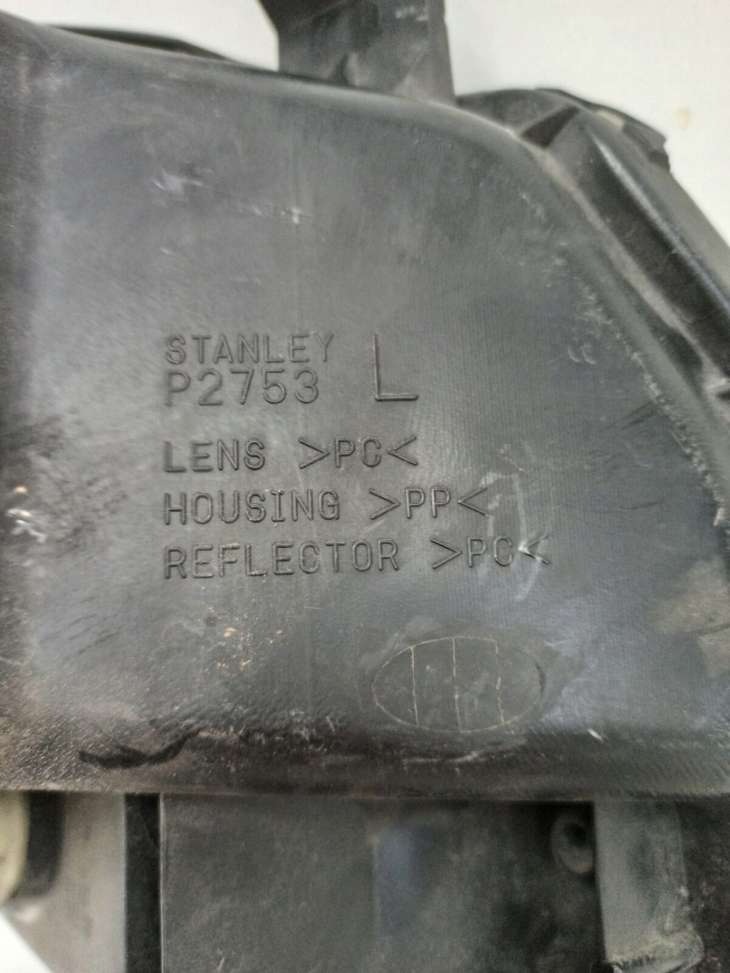 STANLEY
P2753 L
LENS >PC<
HOUSING >PP<
REFLECTOR >PC<